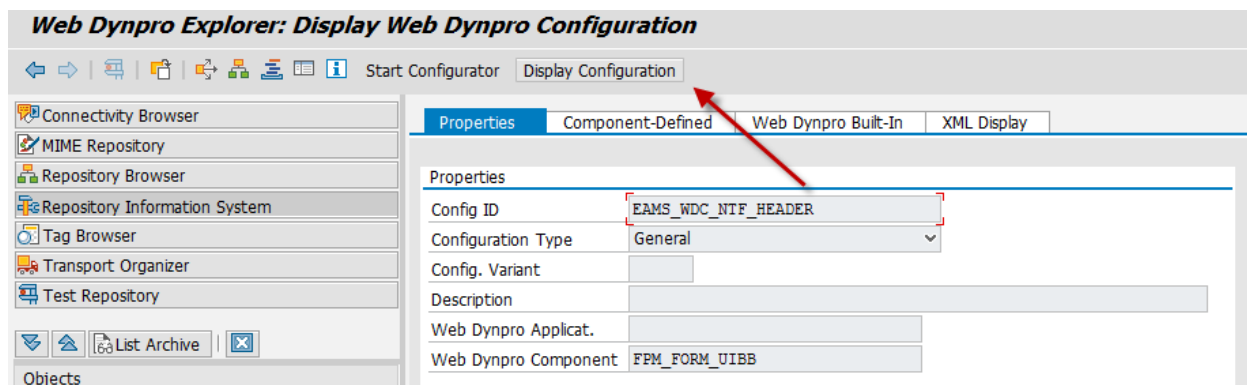 Web Dynpro Explorer: Display Web Dynpro Configuration
Start Configurator Display Configuration
Connectivity Browser
MIME Repository
Repository Browser
Repository Information System
Tag Browser
Transport Organizer
Test Repository
List Archive
Objects
Properties Component-Defined Web Dynpro Built-In XML Display
Properties
Config ID EAMS_WDC_NTF_HEADER
Configuration Type General
Config. Variant
Description
Web Dynpro Applicat.
Web Dynpro Component FPM_FORM_UIBB